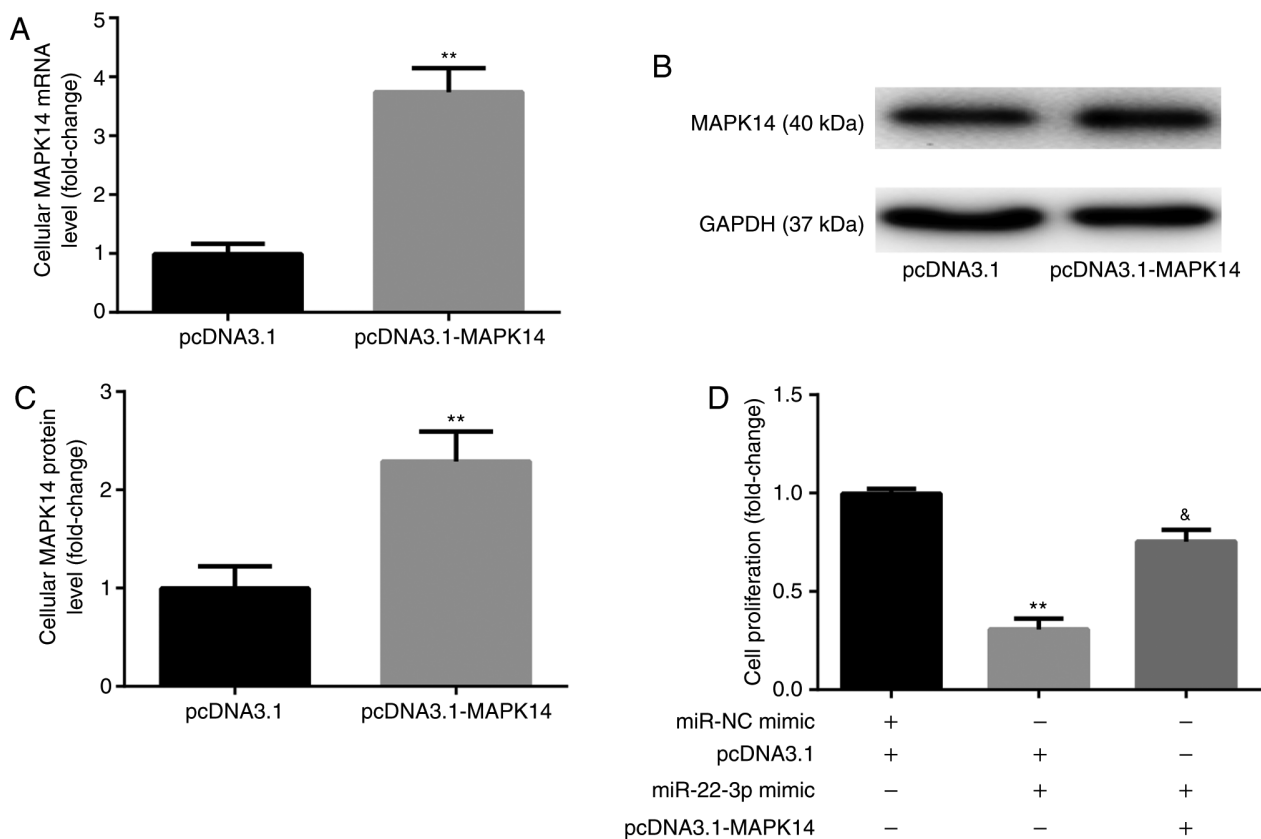 A
Cellular MAPK14 mRNA
level (fold-change)
5
4
3
2
1
0
**
pcDNA3.1
pcDNA3.1-MAPK14
B
MAPK14 (40 kDa)
GAPDH (37 kDa)
pcDNA3.1
pcDNA3.1-MAPK14
C
Cellular MAPK14 protein
level (fold-change)
3
2
1
0
**
pcDNA3.1
pcDNA3.1-MAPK14
D
Cell proliferation (fold-change)
1.5
1.0
0.5
0.0
**
&
miR-NC mimic + − −
pcDNA3.1 + + −
miR-22-3p mimic − + +
pcDNA3.1-MAPK14 − − +